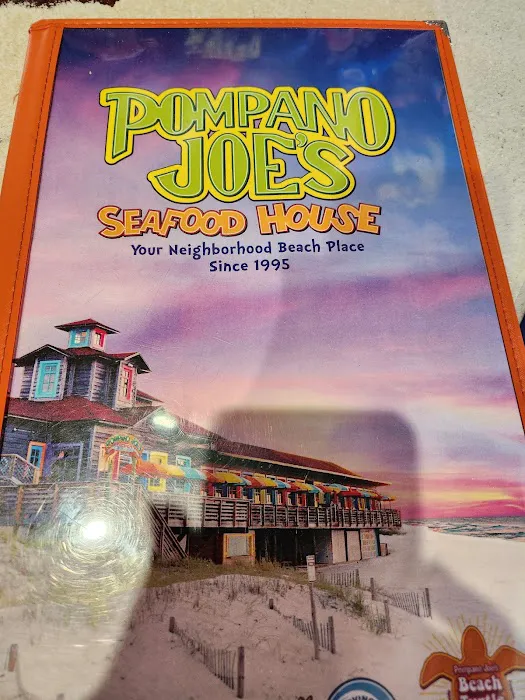 POMPANO
JOE'S
SEAFOOD HOUSE
Your Neighborhood Beach Place
Since 1995
Pompano Joe's
Beach